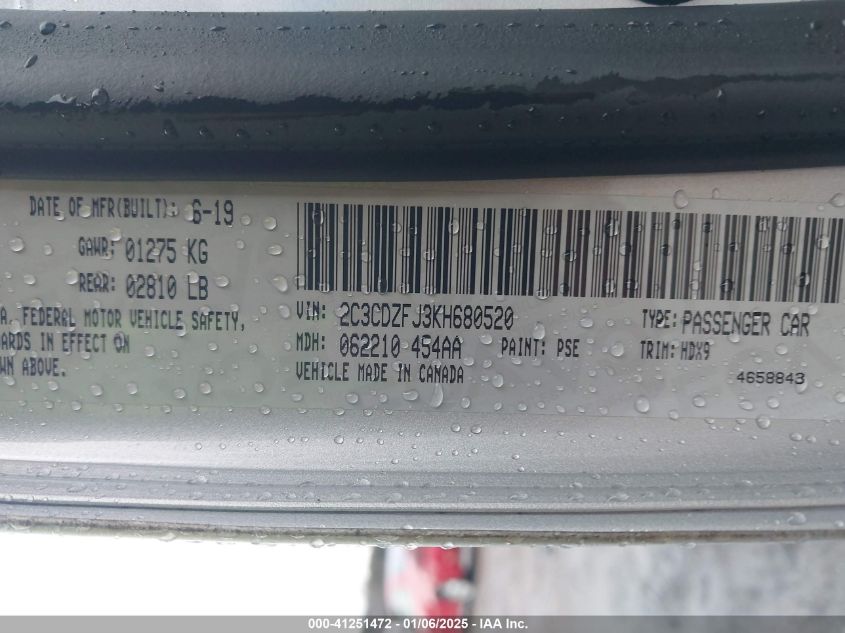 DATE OF MFR(BUILT): 6-19
GAWR: 01275 KG
REAR: 02810 LB
A. FEDERAL MOTOR VEHICLE SAFETY,
ARDS IN EFFECT ON
WN ABOVE.
VIN: 2C3CDZFJ3KH680520 TYPE: PASSENGER CAR
MDH: 062210 454AA PAINT: PSE TRIM: HDX9
VEHICLE MADE IN CANADA 4658843
000-41251472 - 01/06/2025 - IAA Inc.